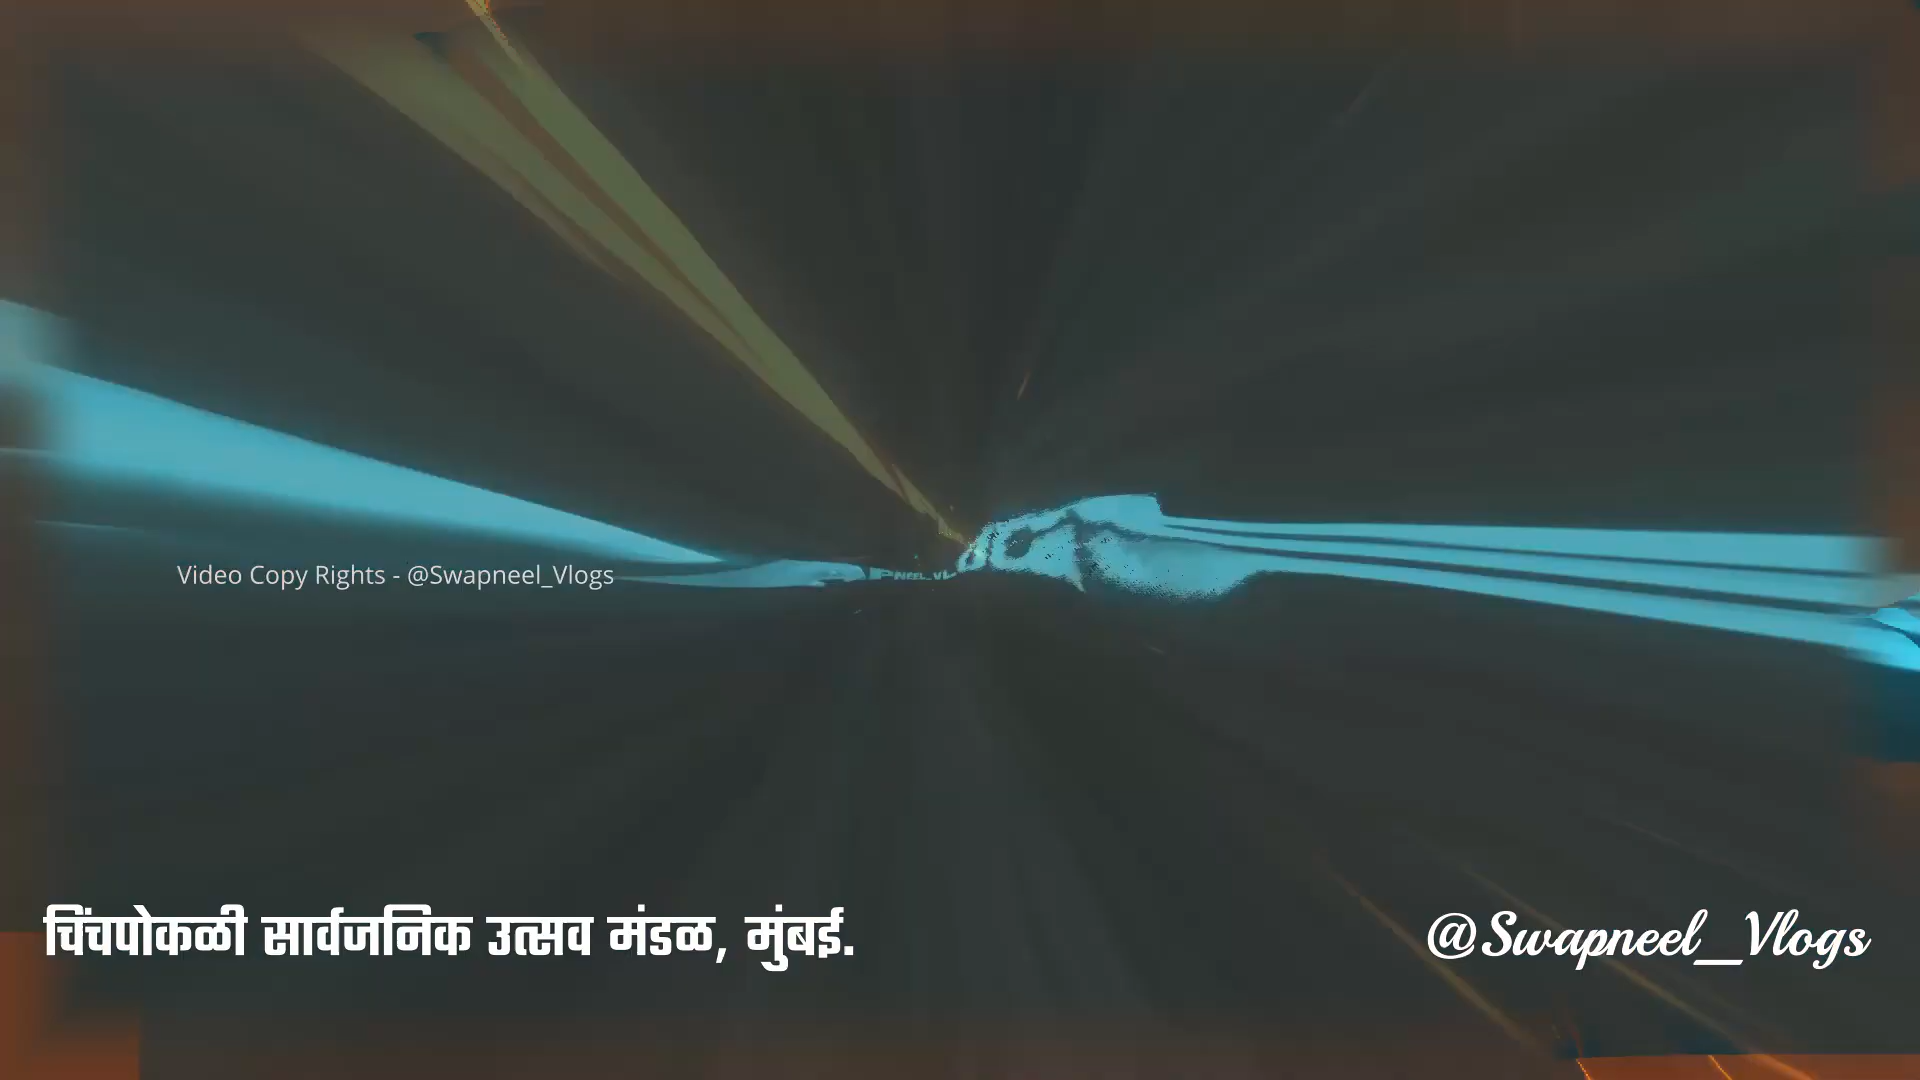 Video Copy Rights - @Swapneel_Vlogs
चिंचपोकळी सार्वजनिक उत्सव मंडळ, मुंबई.
@Swapneel_Vlogs